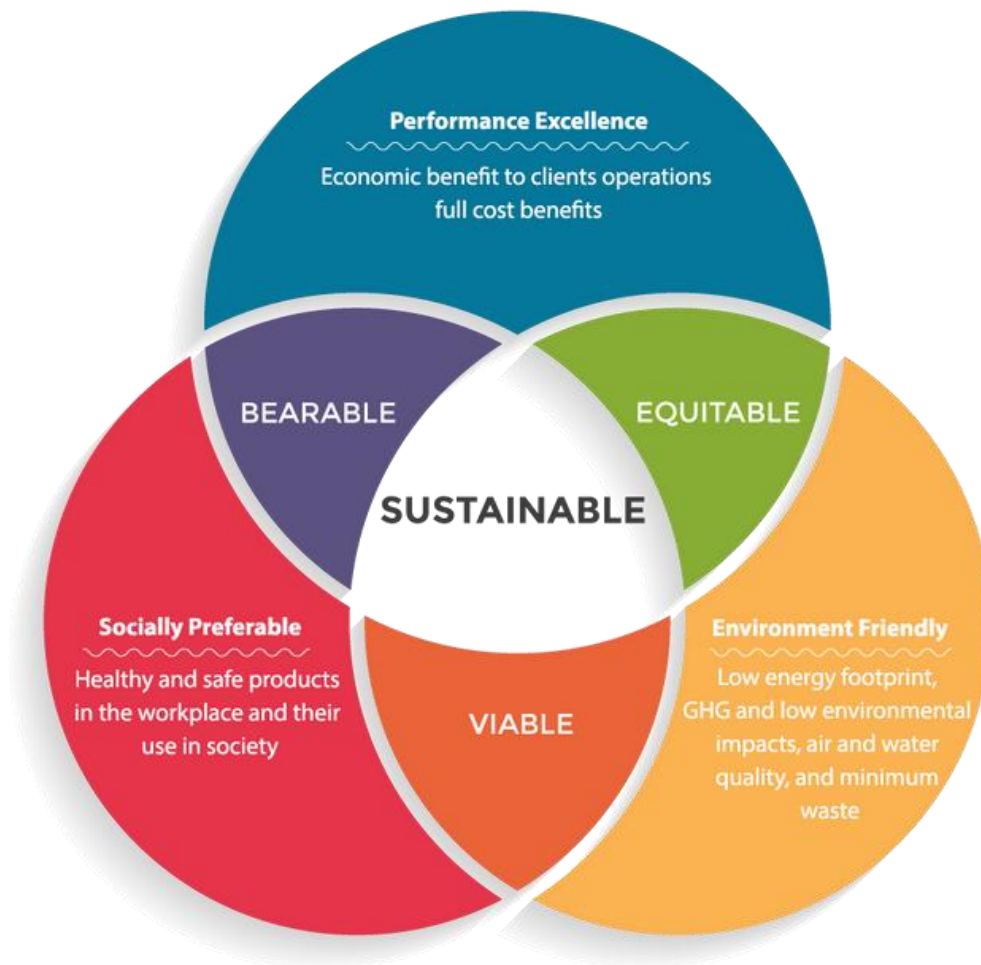 Performance Excellence
Economic benefit to clients operations
full cost benefits
BEARABLE
EQUITABLE
SUSTAINABLE
Socially Preferable
Healthy and safe products
in the workplace and their
use in society
VIABLE
Environment Friendly
Low energy footprint,
GHG and low environmental
impacts, air and water
quality, and minimum
waste